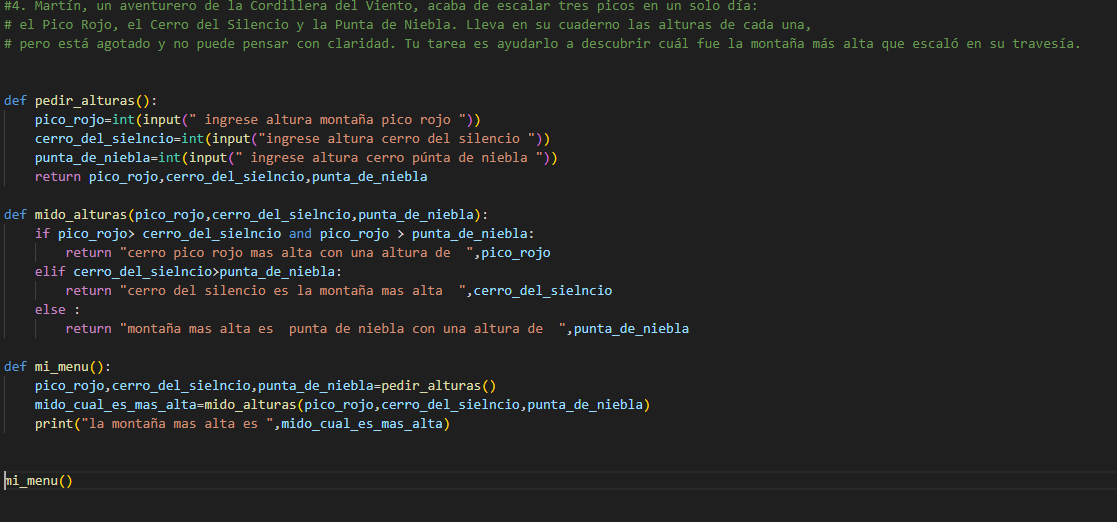 #4. Martín, un aventurero de la Cordillera del Viento, acaba de escalar tres picos en un solo día:
# el Pico Rojo, el Cerro del Silencio y la Punta de Niebla. Lleva en su cuaderno las alturas de cada una,
# pero está agotado y no puede pensar con claridad. Tu tarea es ayudarlo a descubrir cuál fue la montaña más alta que escaló en su travesía.
def pedir_alturas():
    pico_rojo=int(input(" ingrese altura montaña pico rojo "))
    cerro_del_sielncio=int(input("ingrese altura cerro del silencio "))
    punta_de_niebla=int(input(" ingrese altura cerro púnta de niebla "))
    return pico_rojo,cerro_del_sielncio,punta_de_niebla
def mido_alturas(pico_rojo,cerro_del_sielncio,punta_de_niebla):
    if pico_rojo> cerro_del_sielncio and pico_rojo > punta_de_niebla:
        return "cerro pico rojo mas alta con una altura de  ",pico_rojo
    elif cerro_del_sielncio>punta_de_niebla:
        return "cerro del silencio es la montaña mas alta  ",cerro_del_sielncio
    else :
        return "montaña mas alta es  punta de niebla con una altura de  ",punta_de_niebla
def mi_menu():
    pico_rojo,cerro_del_sielncio,punta_de_niebla=pedir_alturas()
    mido_cual_es_mas_alta=mido_alturas(pico_rojo,cerro_del_sielncio,punta_de_niebla)
    print("la montaña mas alta es ",mido_cual_es_mas_alta)
mi_menu()